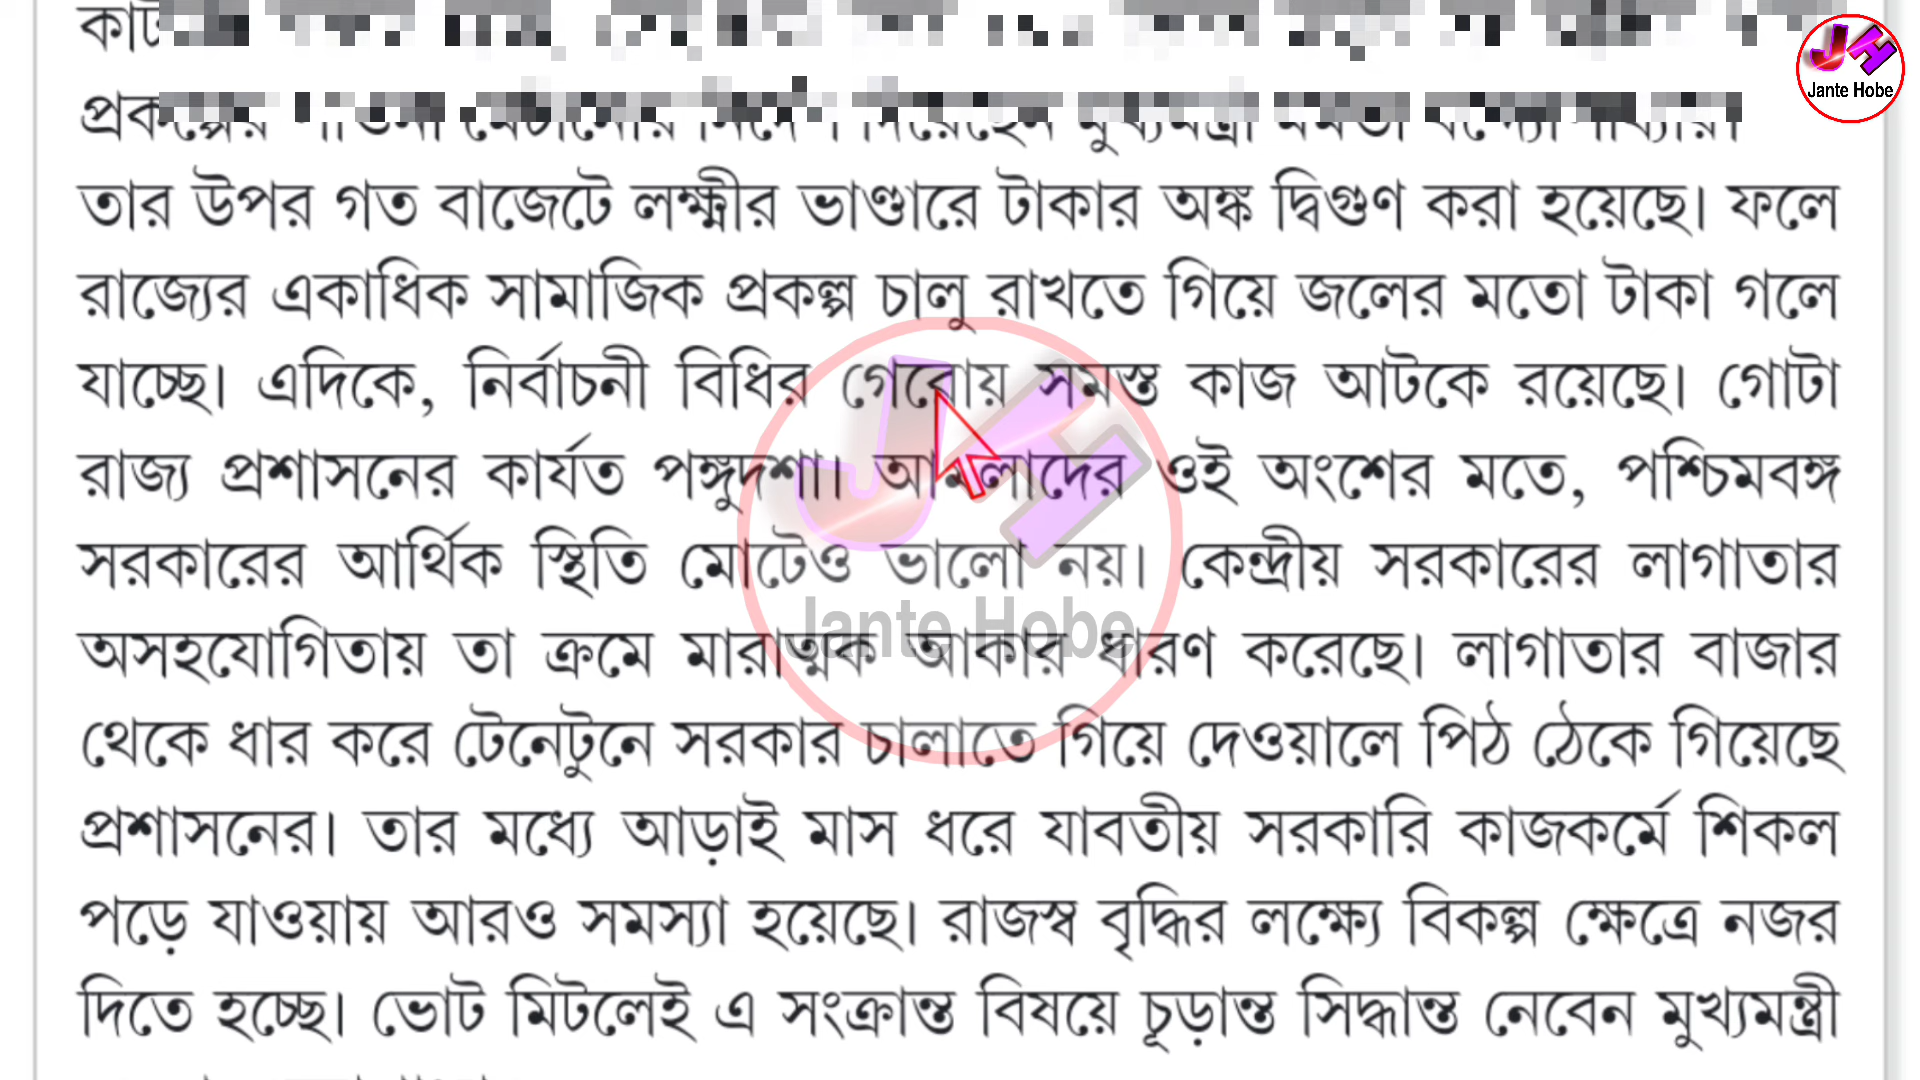 কাট
প্রকল্পের মেটানোর দিয়েছেন মুখ্যমন্ত্রী মমতা
Jante Hobe
তার উপর গত বাজেটে লক্ষ্মীর ভাণ্ডারে টাকার অঙ্ক দ্বিগুণ করা হয়েছে। ফলে
রাজ্যের একাধিক সামাজিক প্রকল্প চালু রাখতে গিয়ে জলের মতো টাকা গলে
যাচ্ছে। এদিকে, নির্বাচনী বিধির গেরোয় সমস্ত কাজ আটকে রয়েছে। গোটা
রাজ্য প্রশাসনের কার্যত পঙ্গুদশা। আমলাদের ওই অংশের মতে, পশ্চিমবঙ্গ
সরকারের আর্থিক স্থিতি মোটেও ভালো নয়। কেন্দ্রীয় সরকারের লাগাতার
অসহযোগিতায় তা ক্রমে মারাত্মক আকার ধারণ করেছে। লাগাতার বাজার
Jante Hobe
থেকে ধার করে টেনেটুনে সরকার চালাতে গিয়ে দেওয়ালে পিঠ ঠেকে গিয়েছে
প্রশাসনের। তার মধ্যে আড়াই মাস ধরে যাবতীয় সরকারি কাজকর্মে শিকল
পড়ে যাওয়ায় আরও সমস্যা হয়েছে। রাজস্ব বৃদ্ধির লক্ষ্যে বিকল্প ক্ষেত্রে নজর
দিতে হচ্ছে। ভোট মিটলেই এ সংক্রান্ত বিষয়ে চূড়ান্ত সিদ্ধান্ত নেবেন মুখ্যমন্ত্রী